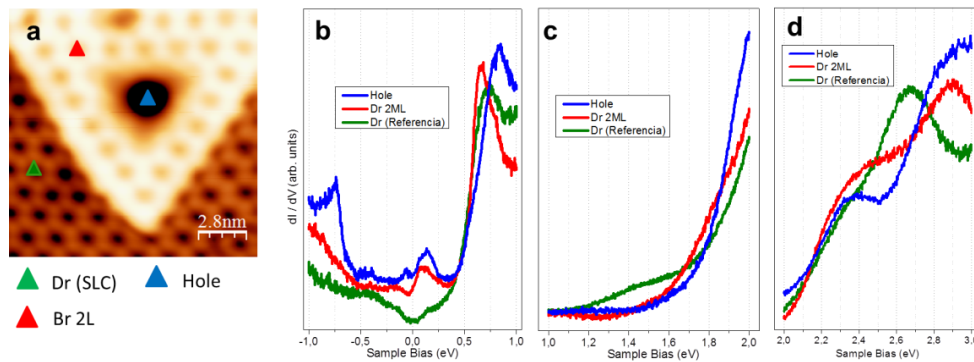 a
2.8nm
Dr (SLC)
Hole
Br 2L
b
Hole
Dr 2ML
Dr (Referencia)
dI / dV (arb. units)
-1,0 -0,5 0,0 0,5 1,0
Sample Bias (eV)
c
Hole
Dr 2ML
Dr (Referencia)
1,0 1,2 1,4 1,6 1,8 2,0
Sample Bias (eV)
d
Hole
Dr 2ML
Dr (Referencia)
2,0 2,2 2,4 2,6 2,8 3,0
Sample Bias (eV)